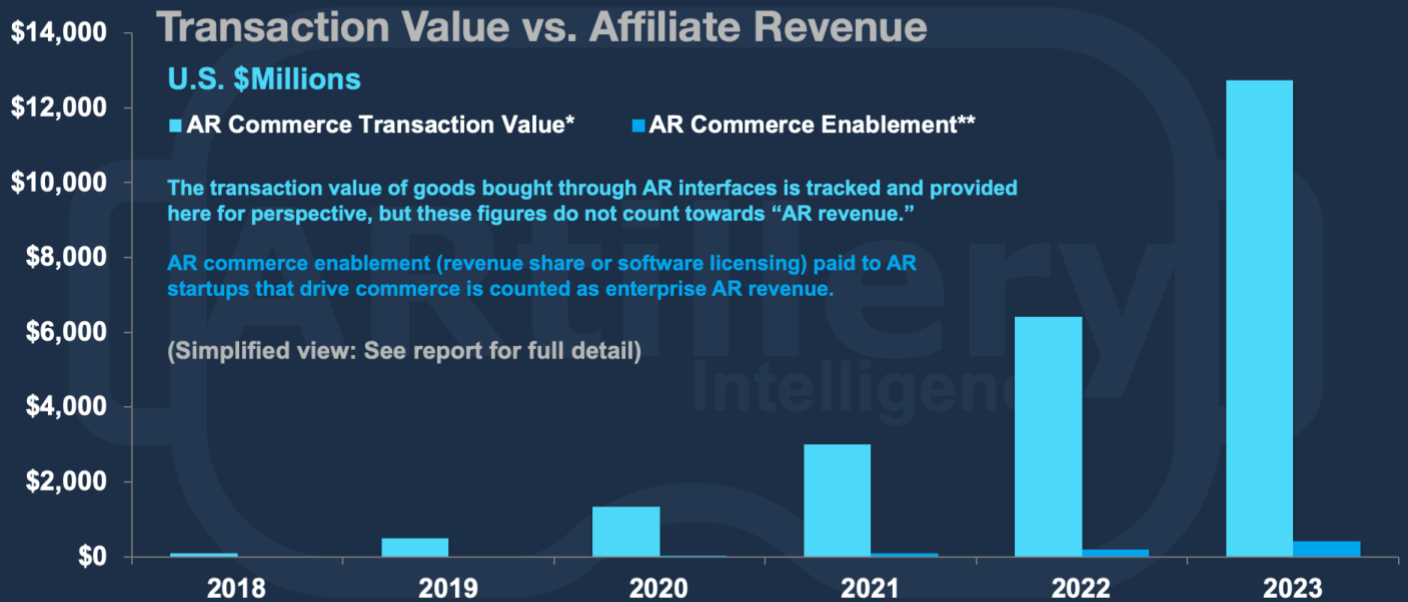 Transaction Value vs. Affiliate Revenue
U.S. $Millions
AR Commerce Transaction Value* AR Commerce Enablement**
The transaction value of goods bought through AR interfaces is tracked and provided
here for perspective, but these figures do not count towards “AR revenue.”
AR commerce enablement (revenue share or software licensing) paid to AR
startups that drive commerce is counted as enterprise AR revenue.
(Simplified view: See report for full detail)
ARtillery
Intelligenc
$14,000
$12,000
$10,000
$8,000
$6,000
$4,000
$2,000
$0
2018 2019 2020 2021 2022 2023